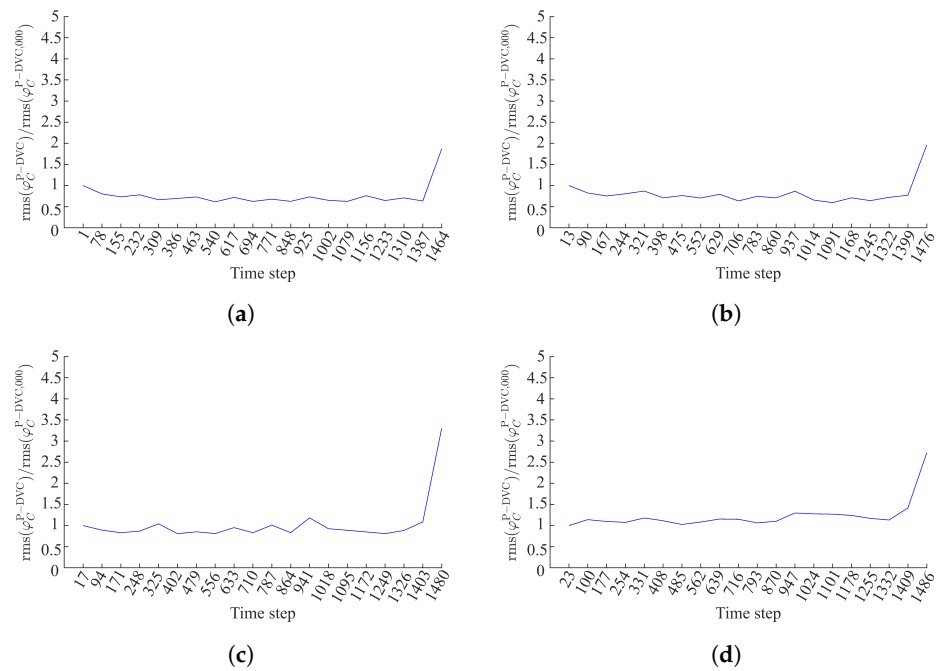 5
4.5
4
3.5
3
2.5
2
1.5
1
0.5
0
rms(φ_C^{P−DVC})/rms(φ_C^{P−DVC,000})
1 78 155 232 309 386 463 540 617 694 771 848 925 1002 1079 1156 1233 1310 1387 1464
Time step
(a)
5
4.5
4
3.5
3
2.5
2
1.5
1
0.5
0
rms(φ_C^{P−DVC})/rms(φ_C^{P−DVC,000})
13 90 167 244 321 398 475 552 629 706 783 860 937 1014 1091 1168 1245 1322 1399 1476
Time step
(b)
5
4.5
4
3.5
3
2.5
2
1.5
1
0.5
0
rms(φ_C^{P−DVC})/rms(φ_C^{P−DVC,000})
17 94 171 248 325 402 479 556 633 710 787 864 941 1018 1095 1172 1249 1326 1403 1480
Time step
(c)
5
4.5
4
3.5
3
2.5
2
1.5
1
0.5
0
rms(φ_C^{P−DVC})/rms(φ_C^{P−DVC,000})
23 100 177 254 331 408 485 562 639 716 793 870 947 1024 1101 1178 1255 1332 1409 1486
Time step
(d)